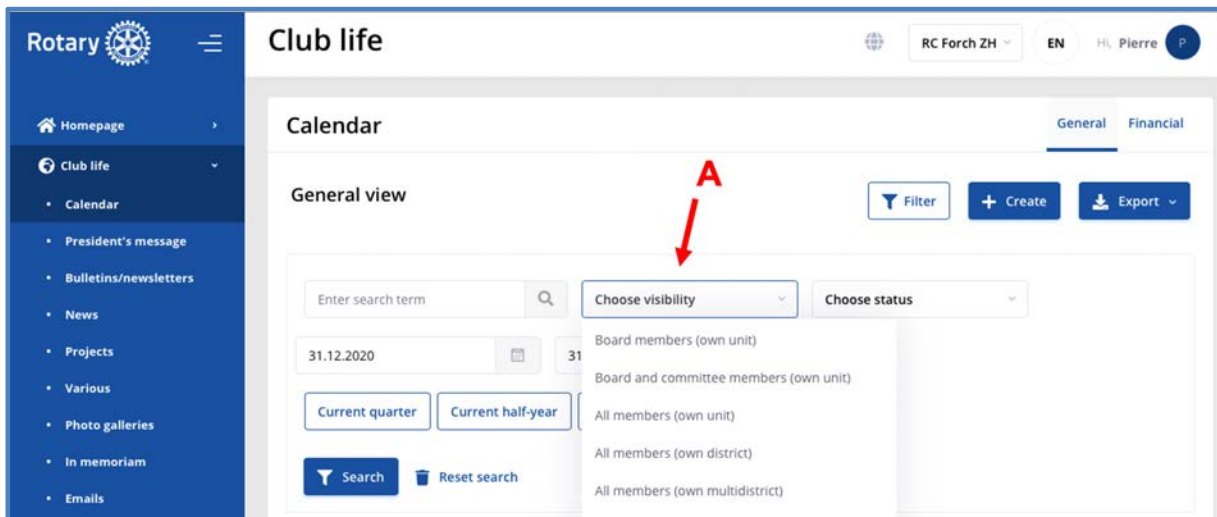 Rotary
Club life
RC Forch ZH
EN
Hi, Pierre
P
Homepage
Club life
Calendar
President's message
Bulletins/newsletters
News
Projects
Various
Photo galleries
In memoriam
Emails
Calendar
General Financial
A
General view
Filter
+ Create
Export
Enter search term
Choose visibility
Choose status
31.12.2020
31
Board members (own unit)
Board and committee members (own unit)
All members (own unit)
All members (own district)
All members (own multidistrict)
Current quarter
Current half-year
Search
Reset search